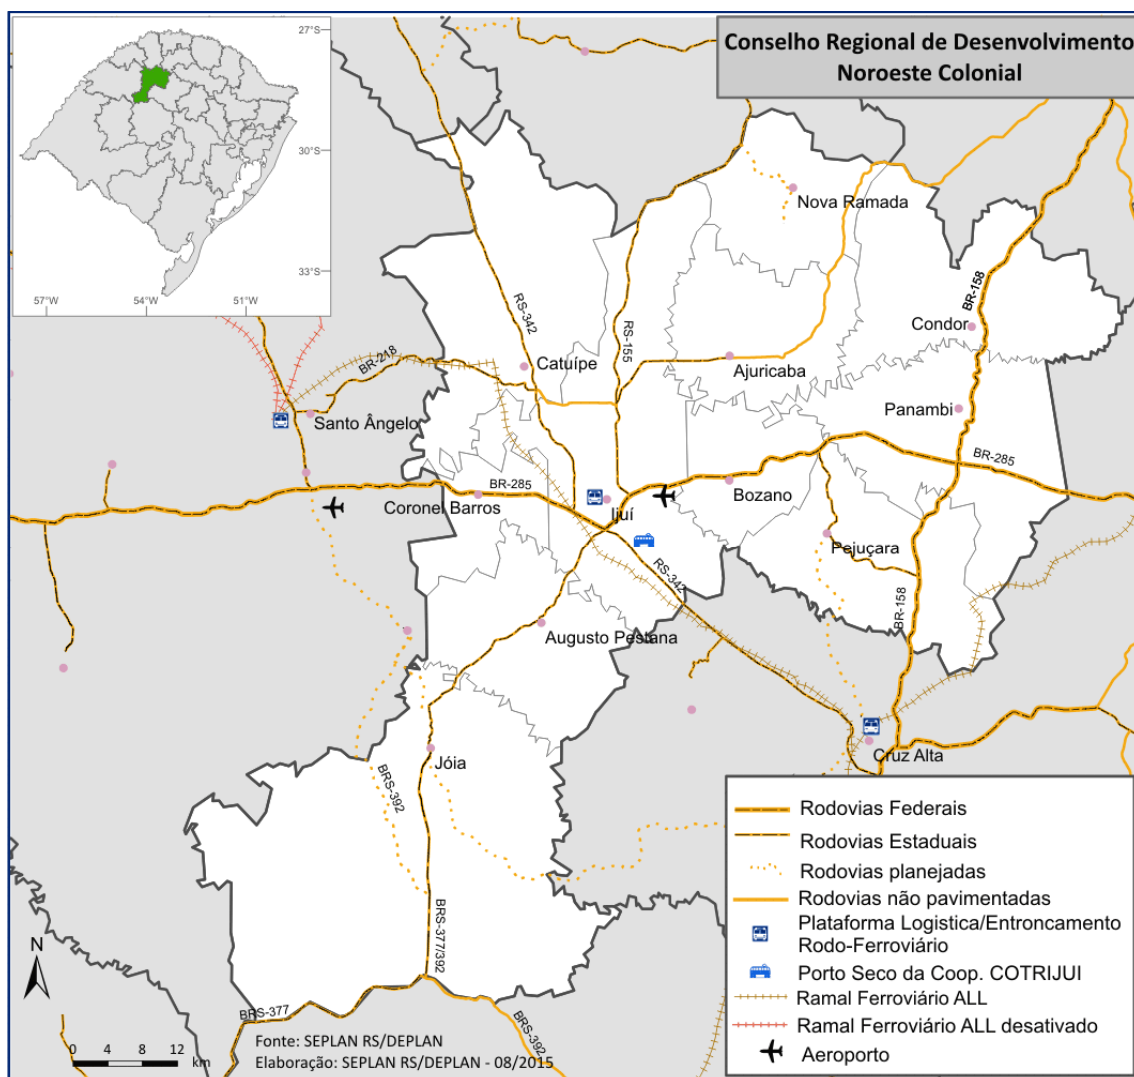 Conselho Regional de Desenvolvimento
Noroeste Colonial
27°S
30°S
33°S
57°W
54°W
51°W
Nova Ramada
BR-158
RS-342
RS-155
Condor
BR-218
Catuípe
Ajuricaba
Panambi
Santo Ângelo
BR-285
BR-285
Bozano
Coronel Barros
Ijuí
Pejuçara
RS-342
BR-158
Augusto Pestana
Jóia
Cruz Alta
BRS-392
BRS-377/392
BRS-377
BRS-392
N
0 4 8 12
km
Fonte: SEPLAN RS/DEPLAN
Elaboração: SEPLAN RS/DEPLAN - 08/2015
Rodovias Federais
Rodovias Estaduais
Rodovias planejadas
Rodovias não pavimentadas
Plataforma Logistica/Entroncamento
Rodo-Ferroviário
Porto Seco da Coop. COTRIJUI
Ramal Ferroviário ALL
Ramal Ferroviário ALL desativado
Aeroporto